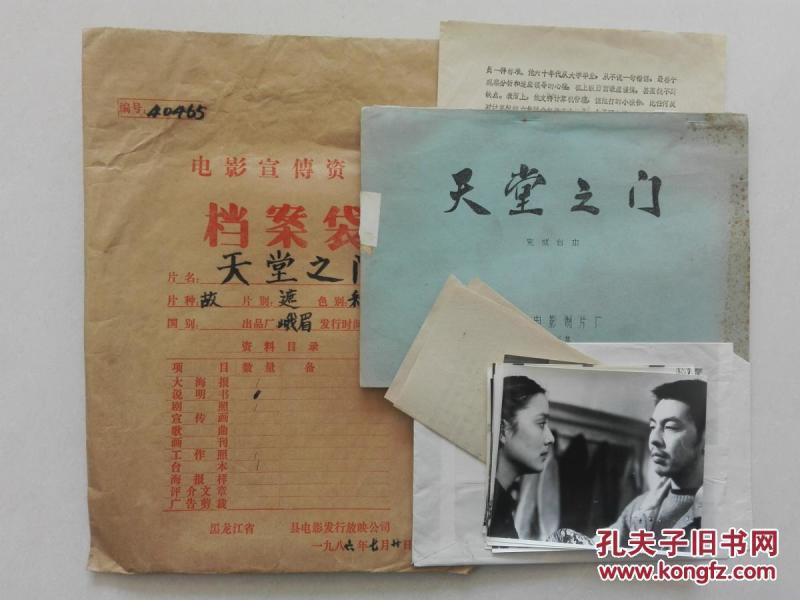 编号：40465
电影宣傳资
档案袋
片名：天堂之门
片种：故 片别：遮 色别：彩
国别： 出品厂 峨眉 发行时间
资料目录
项目 数量 备
大海报
说明书
剧照
宣传画
歌曲
画刊
工作照
台本
海报样
评介文章
广告剪裁
黑龙江省 县电影发行放映公司
一九八六年七月廿日
天堂之门
完成台本
电影制片厂
孔夫子旧书网
www.kongfz.com